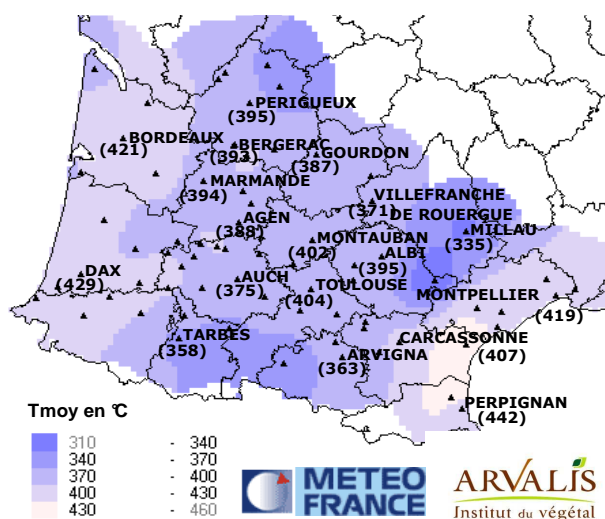 PERIGUEUX
(395)
BORDEAUX
(421)
BERGERAC
(393)
GOURDON
(387)
MARMANDE
(394)
VILLEFRANCHE
(371)
DE ROUERGUE
AGEN
(388)
MILLAU
(335)
MONTAUBAN
(402)
ALBI
(395)
DAX
(429)
AUCH
(375)
TOULOUSE
(404)
MONTPELLIER
(419)
TARBES
(358)
CARCASSONNE
(407)
ARVIGNA
(363)
PERPIGNAN
(442)
Tmoy en °C
310 - 340
340 - 370
370 - 400
400 - 430
430 - 460
METEO
FRANCE
ARVALIS
Institut du végétal